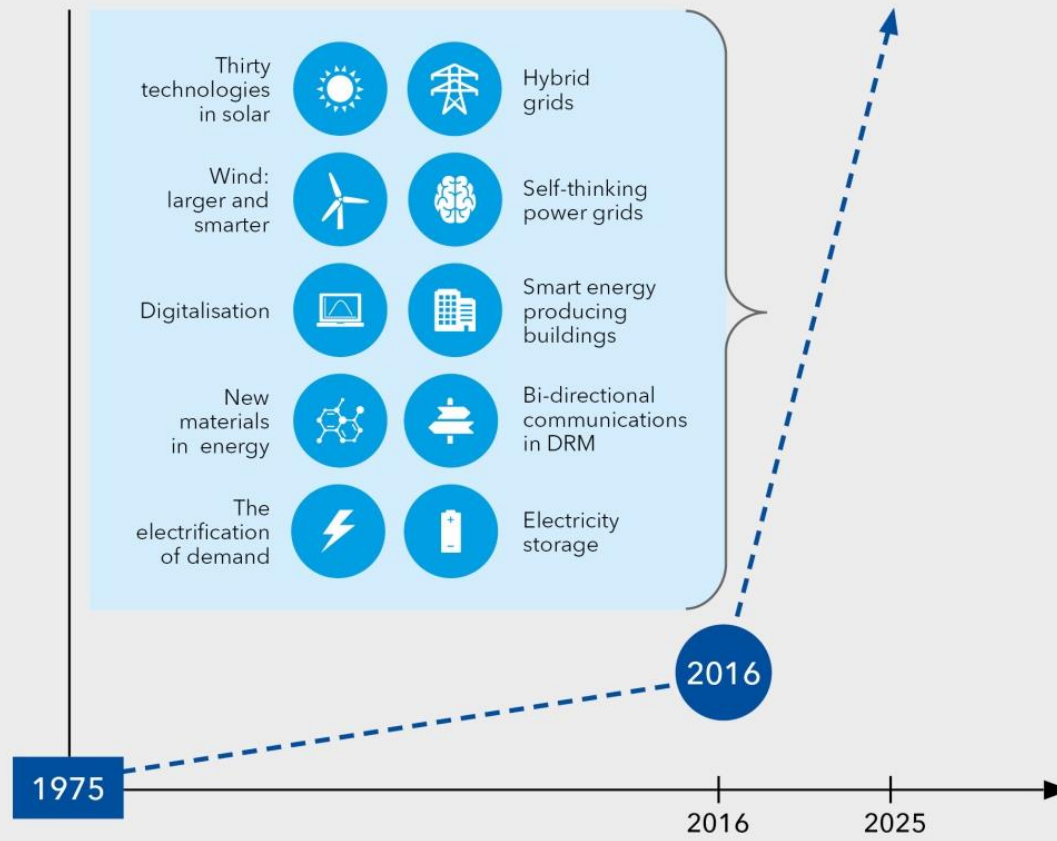 Thirty
technologies
in solar
Hybrid
grids
Wind:
larger and
smarter
Self-thinking
power grids
Digitalisation
Smart energy
producing
buildings
New
materials
in energy
Bi-directional
communications
in DRM
The
electrification
of demand
Electricity
storage
2016
1975
2016
2025